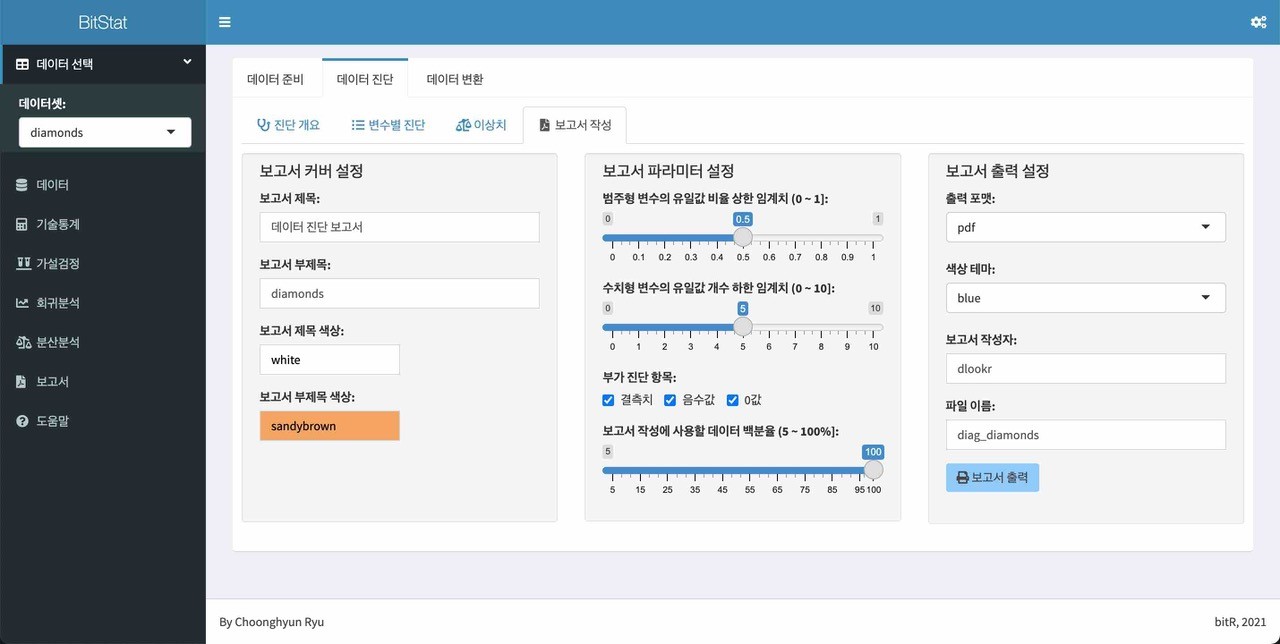 BitStat
데이터 선택
데이터셋:
diamonds
데이터
기술통계
가설검정
회귀분석
분산분석
보고서
도움말
데이터 준비 데이터 진단 데이터 변환
진단 개요 변수별 진단 이상치 보고서 작성
보고서 커버 설정
보고서 제목:
데이터 진단 보고서
보고서 부제목:
diamonds
보고서 제목 색상:
white
보고서 부제목 색상:
sandybrown
보고서 파라미터 설정
범주형 변수의 유일값 비율 상한 임계치 (0 ~ 1]:
0 0.5 1
0 0.1 0.2 0.3 0.4 0.5 0.6 0.7 0.8 0.9 1
수치형 변수의 유일값 개수 하한 임계치 (0 ~ 10]:
0 5 10
0 1 2 3 4 5 6 7 8 9 10
부가 진단 항목:
결측치 음수값 0값
보고서 작성에 사용할 데이터 백분율 (5 ~ 100%]:
5 100
5 15 25 35 45 55 65 75 85 95 100
보고서 출력 설정
출력 포맷:
pdf
색상 테마:
blue
보고서 작성자:
dlookr
파일 이름:
diag_diamonds
보고서 출력
By Choonghyun Ryu
bitR, 2021